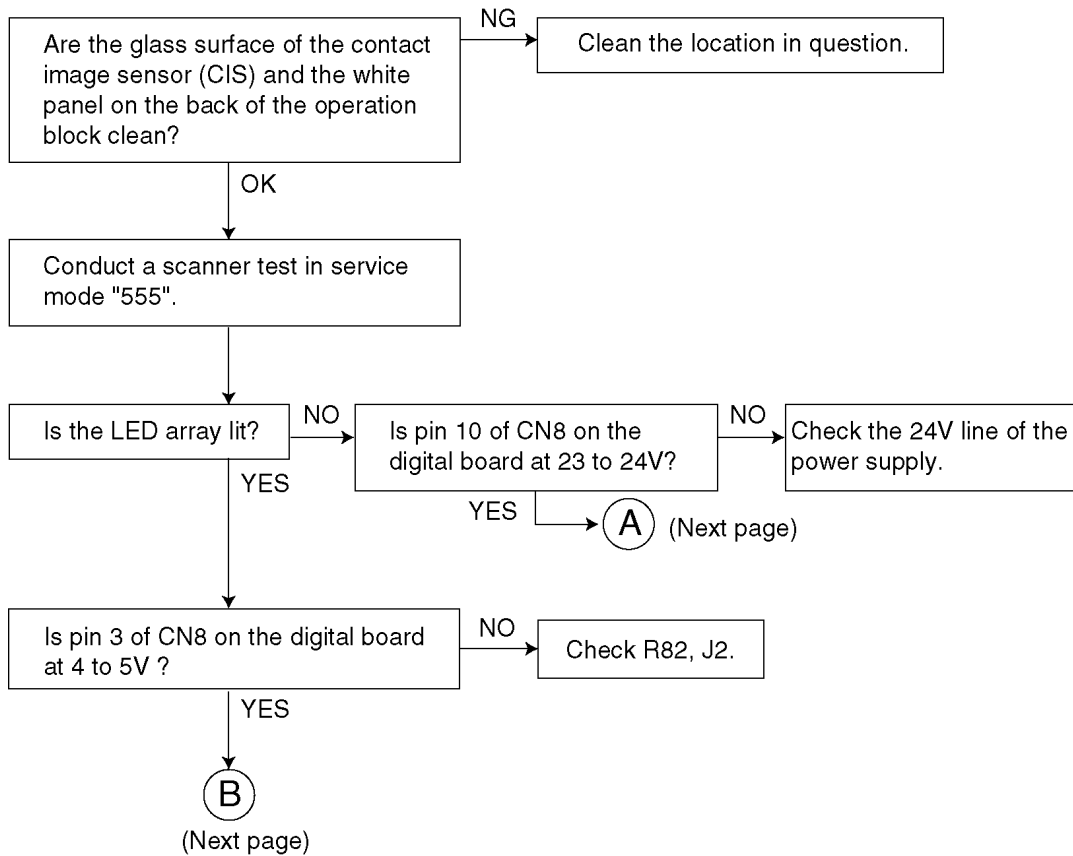 Are the glass surface of the contact
image sensor (CIS) and the white
panel on the back of the operation
block clean?
NG
Clean the location in question.
OK
Conduct a scanner test in service
mode "555".
Is the LED array lit?
NO
Is pin 10 of CN8 on the
digital board at 23 to 24V?
NO
Check the 24V line of the
power supply.
YES
YES
A
(Next page)
Is pin 3 of CN8 on the digital board
at 4 to 5V ?
NO
Check R82, J2.
YES
B
(Next page)